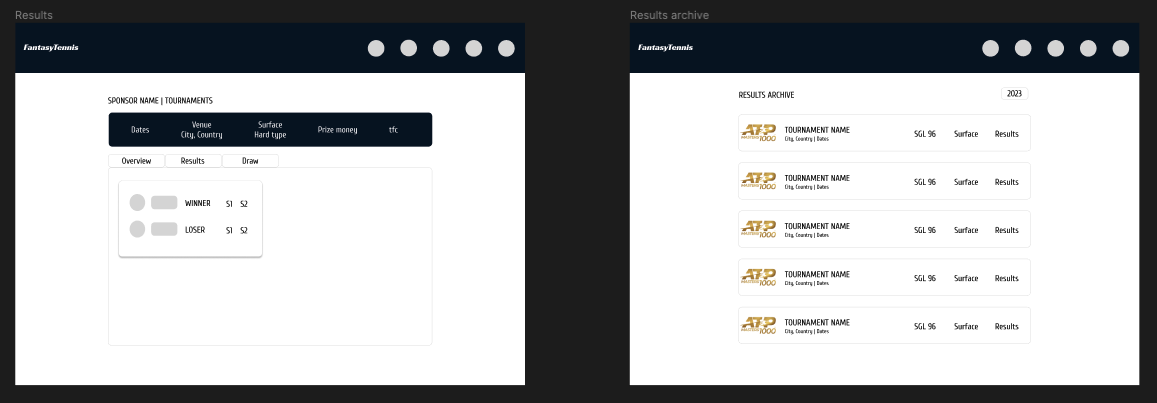 Results
FantasyTennis
SPONSOR NAME | TOURNAMENTS
Dates
Venue
City, Country
Surface
Hard type
Prize money
tfc
Overview
Results
Draw
WINNER S1 S2
LOSER S1 S2
Results archive
FantasyTennis
RESULTS ARCHIVE
2023
ATP
MASTERS 1000
TOURNAMENT NAME
City, Country | Dates
SGL 96
Surface
Results
ATP
MASTERS 1000
TOURNAMENT NAME
City, Country | Dates
SGL 96
Surface
Results
ATP
MASTERS 1000
TOURNAMENT NAME
City, Country | Dates
SGL 96
Surface
Results
ATP
MASTERS 1000
TOURNAMENT NAME
City, Country | Dates
SGL 96
Surface
Results
ATP
MASTERS 1000
TOURNAMENT NAME
City, Country | Dates
SGL 96
Surface
Results